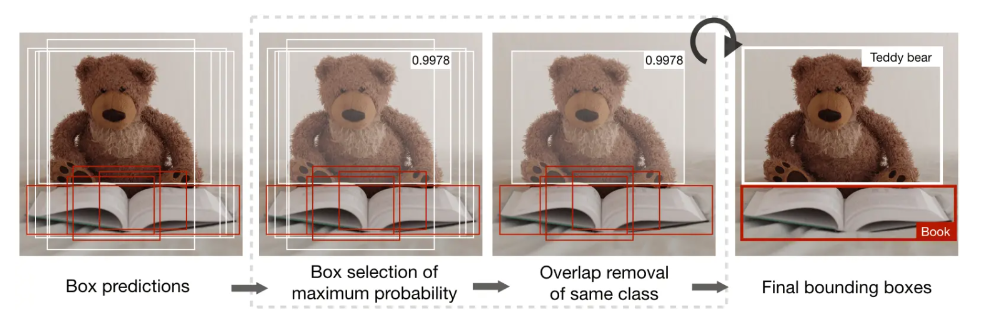 0.9978
0.9978
Teddy bear
Book
Box predictions
Box selection of
maximum probability
Overlap removal
of same class
Final bounding boxes